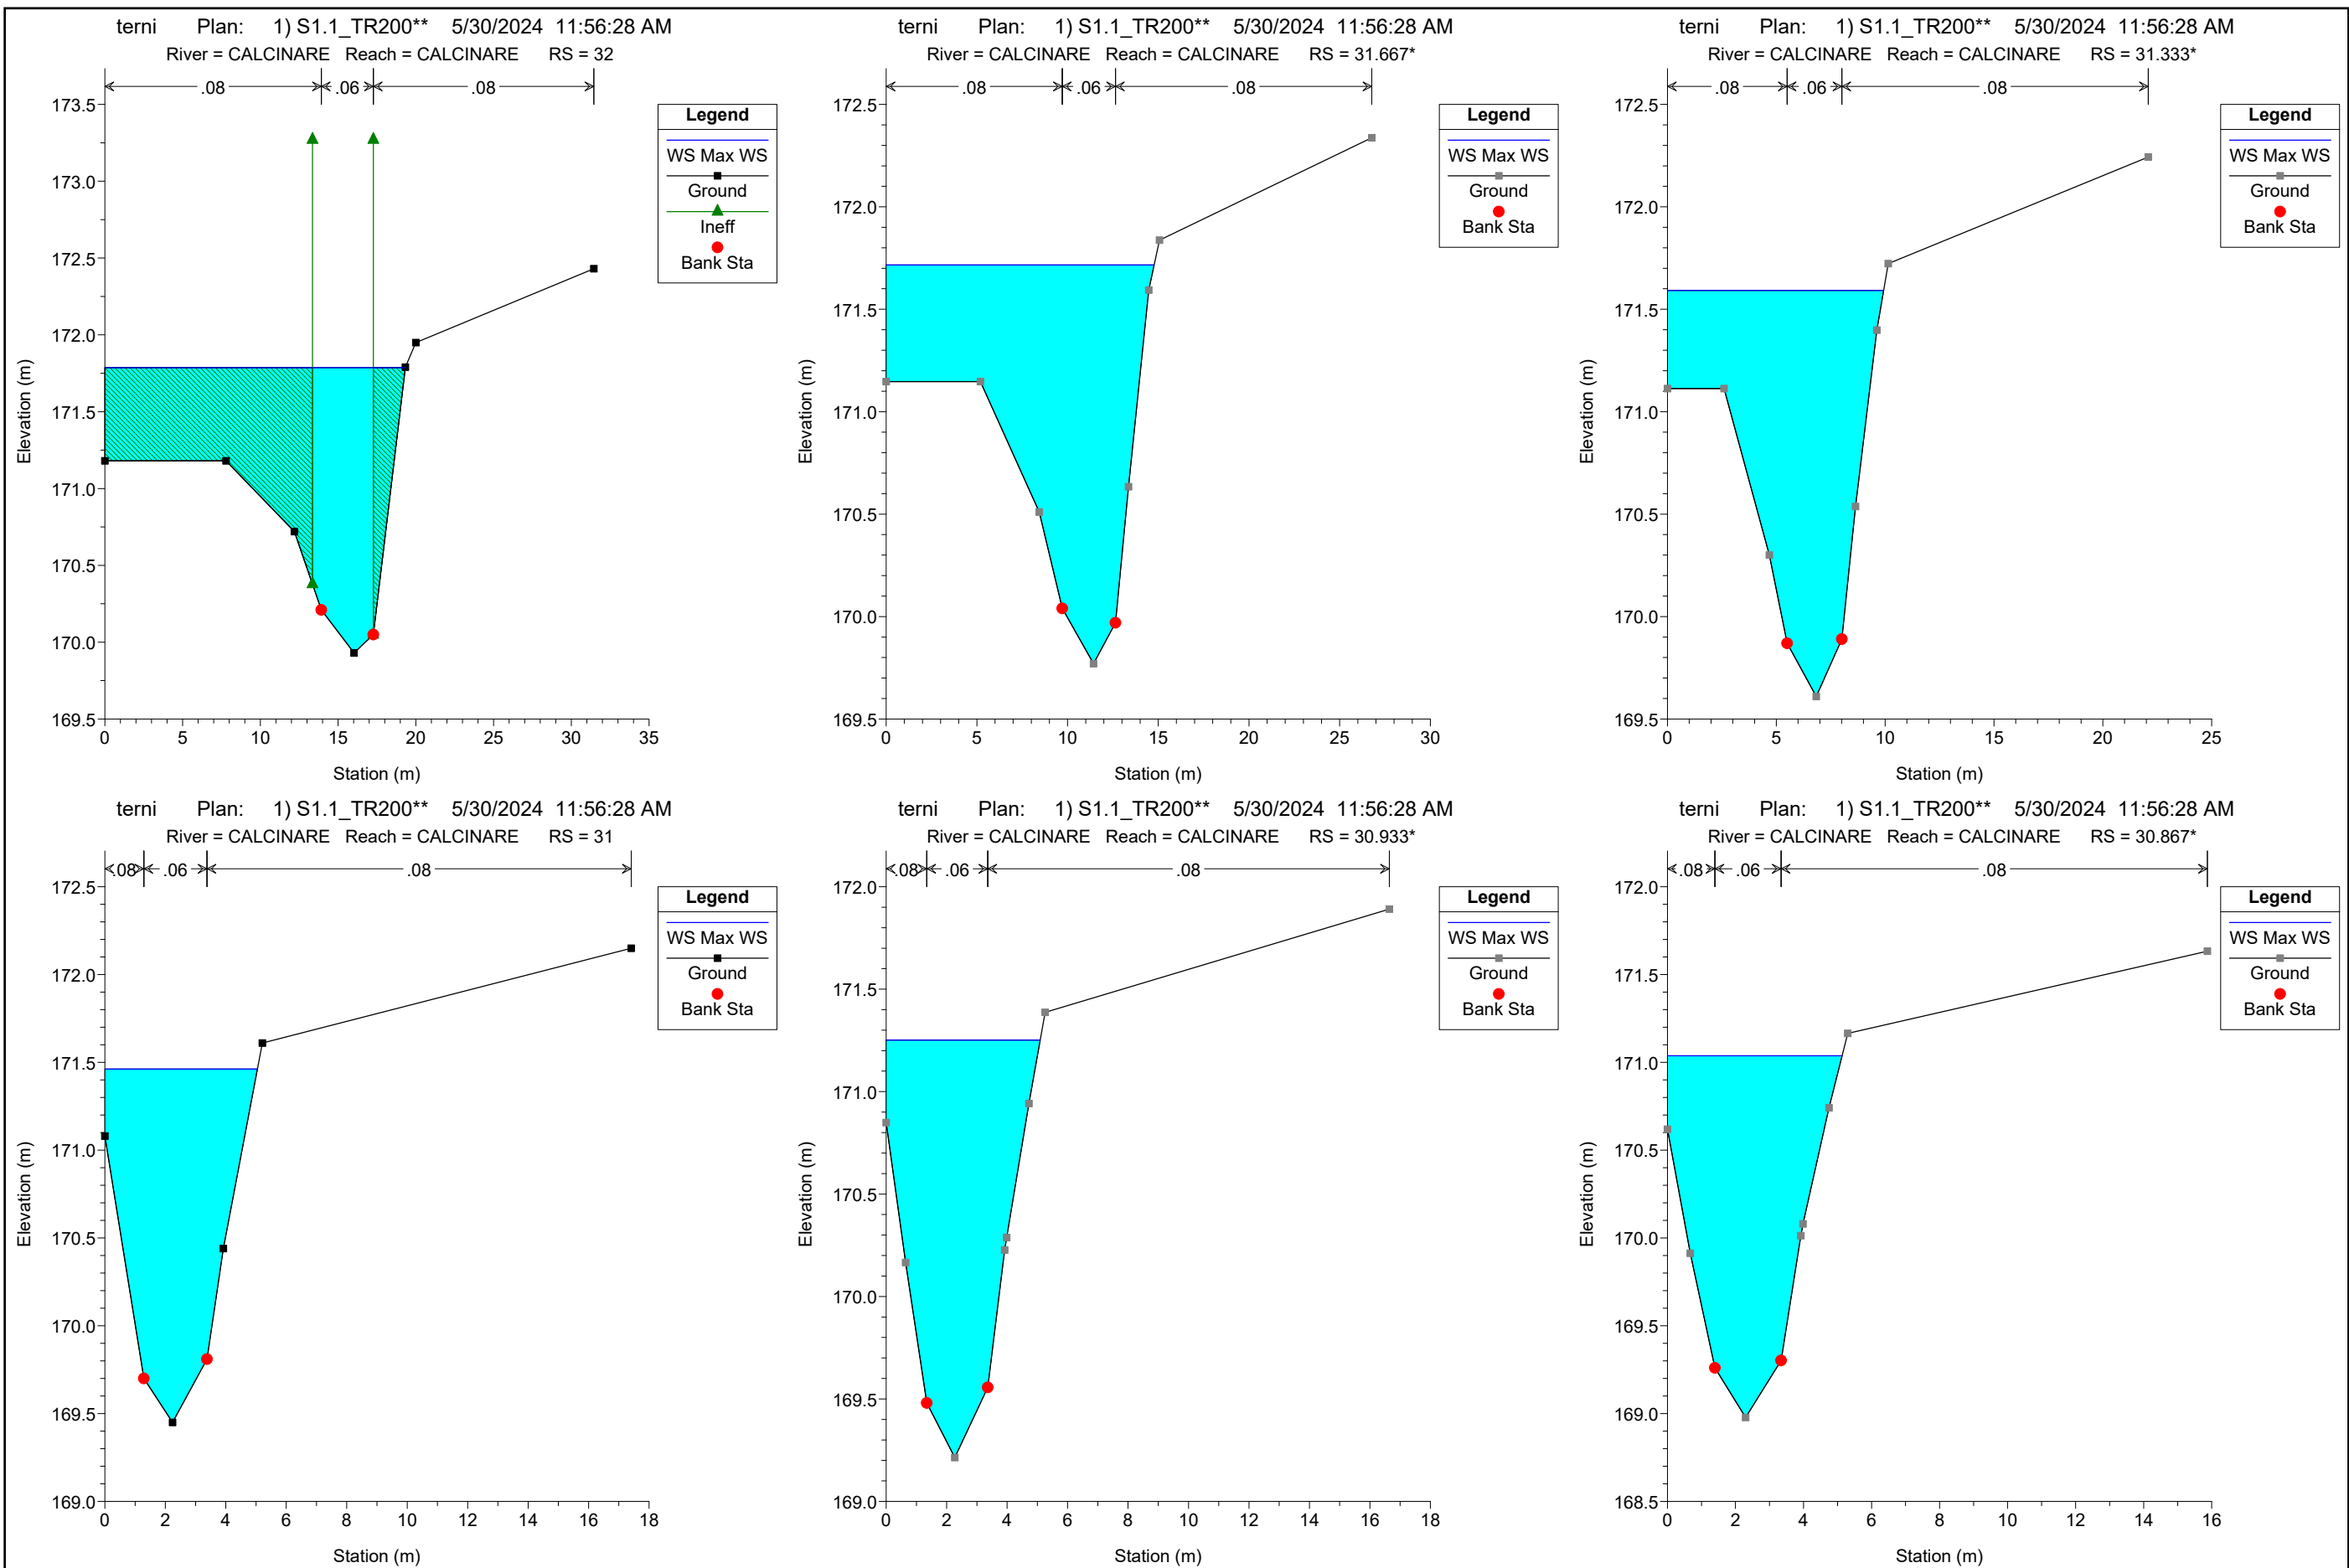 terni Plan: 1) S1.1_TR200** 5/30/2024 11:56:28 AM
River = CALCINARE Reach = CALCINARE RS = 32
.08 .06 .08
173.5
173.0
172.5
172.0
171.5
171.0
170.5
170.0
169.5
Elevation (m)
0 5 10 15 20 25 30 35
Station (m)
Legend
WS Max WS
Ground
Ineff
Bank Sta
terni Plan: 1) S1.1_TR200** 5/30/2024 11:56:28 AM
River = CALCINARE Reach = CALCINARE RS = 31.667*
.08 .06 .08
172.5
172.0
171.5
171.0
170.5
170.0
169.5
Elevation (m)
0 5 10 15 20 25 30
Station (m)
Legend
WS Max WS
Ground
Bank Sta
terni Plan: 1) S1.1_TR200** 5/30/2024 11:56:28 AM
River = CALCINARE Reach = CALCINARE RS = 31.333*
.08 .06 .08
172.5
172.0
171.5
171.0
170.5
170.0
169.5
Elevation (m)
0 5 10 15 20 25
Station (m)
Legend
WS Max WS
Ground
Bank Sta
terni Plan: 1) S1.1_TR200** 5/30/2024 11:56:28 AM
River = CALCINARE Reach = CALCINARE RS = 31
.08 .06 .08
172.5
172.0
171.5
171.0
170.5
170.0
169.5
169.0
Elevation (m)
0 2 4 6 8 10 12 14 16 18
Station (m)
Legend
WS Max WS
Ground
Bank Sta
terni Plan: 1) S1.1_TR200** 5/30/2024 11:56:28 AM
River = CALCINARE Reach = CALCINARE RS = 30.933*
.08 .06 .08
172.0
171.5
171.0
170.5
170.0
169.5
169.0
Elevation (m)
0 2 4 6 8 10 12 14 16 18
Station (m)
Legend
WS Max WS
Ground
Bank Sta
terni Plan: 1) S1.1_TR200** 5/30/2024 11:56:28 AM
River = CALCINARE Reach = CALCINARE RS = 30.867*
.08 .06 .08
172.0
171.5
171.0
170.5
170.0
169.5
169.0
168.5
Elevation (m)
0 2 4 6 8 10 12 14 16
Station (m)
Legend
WS Max WS
Ground
Bank Sta